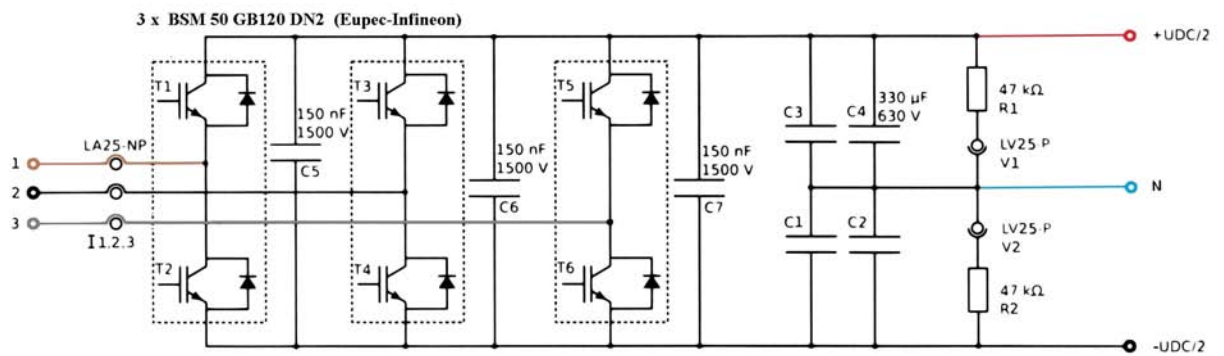 3 x BSM 50 GB120 DN2 (Eupec-Infineon)
+UDC/2
T1
T3
T5
47 kΩ
R1
C3
C4
330 µF
630 V
150 nF
1500 V
C5
LA25-NP
150 nF
1500 V
C6
150 nF
1500 V
C7
LV25-P
V1
1
2
3
N
I 1.2.3
C1
C2
LV25-P
V2
T2
T4
T6
47 kΩ
R2
-UDC/2